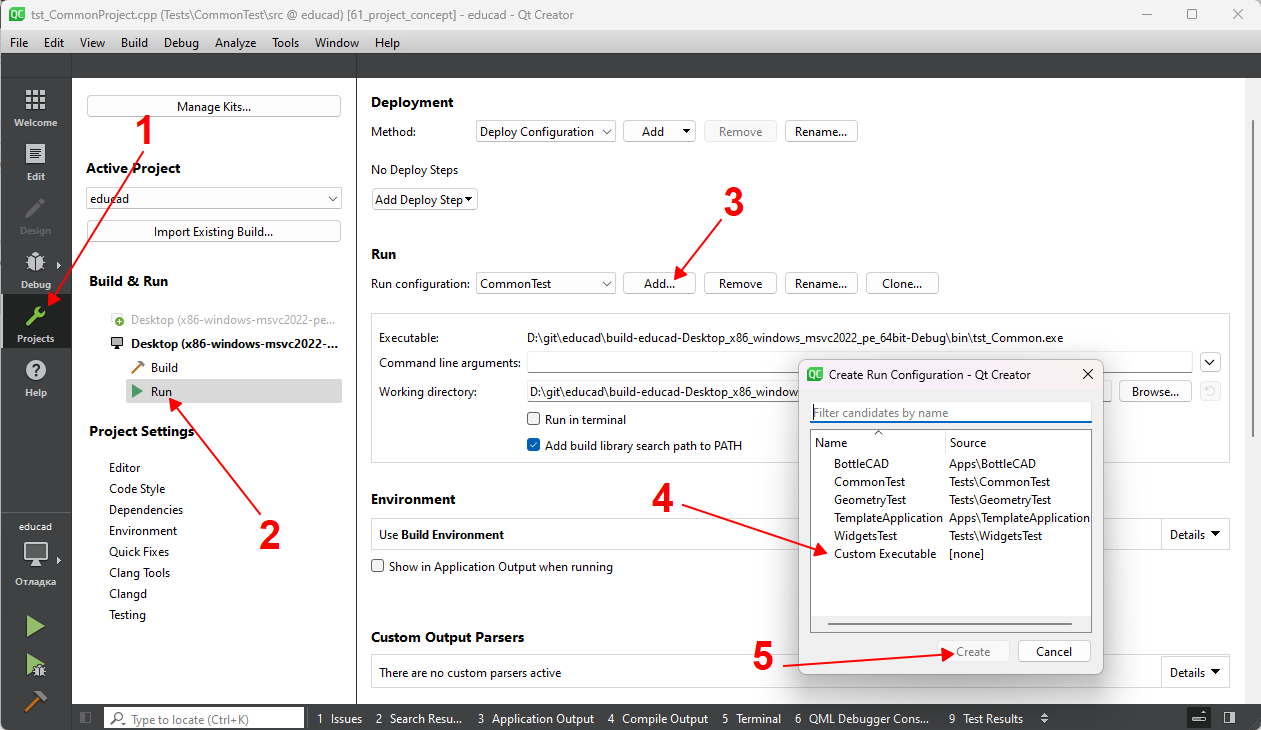 tst_CommonProject.cpp (Tests\CommonTest\src @ educad) [61_project_concept] - educad - Qt Creator
File Edit View Build Debug Analyze Tools Window Help
Welcome
Edit
Design
Debug
Projects
Help
educad
Отладка
Manage Kits...
1
Active Project
educad
Import Existing Build...
Build & Run
Desktop (x86-windows-msvc2022-pe...
Desktop (x86-windows-msvc2022-...
Build
Run
2
Project Settings
Editor
Code Style
Dependencies
Environment
Quick Fixes
Clang Tools
Clangd
Testing
Deployment
Method: Deploy Configuration Add Remove Rename...
No Deploy Steps
Add Deploy Step
3
Run
Run configuration: CommonTest Add... Remove Rename... Clone...
Executable: D:\git\educad\build-educad-Desktop_x86_windows_msvc2022_pe_64bit-Debug\bin\tst_Common.exe
Command line arguments:
Working directory: D:\git\educad\build-educad-Desktop_x86_window Browse...
Run in terminal
Add build library search path to PATH
Environment
Use Build Environment Details
Show in Application Output when running
Custom Output Parsers
There are no custom parsers active Details
QC Create Run Configuration - Qt Creator
Filter candidates by name
Name Source
BottleCAD Apps\BottleCAD
CommonTest Tests\CommonTest
GeometryTest Tests\GeometryTest
TemplateApplication Apps\TemplateApplication
WidgetsTest Tests\WidgetsTest
4
Custom Executable [none]
5
Create Cancel
Type to locate (Ctrl+K) 1 Issues 2 Search Resu... 3 Application Output 4 Compile Output 5 Terminal 6 QML Debugger Cons... 9 Test Results